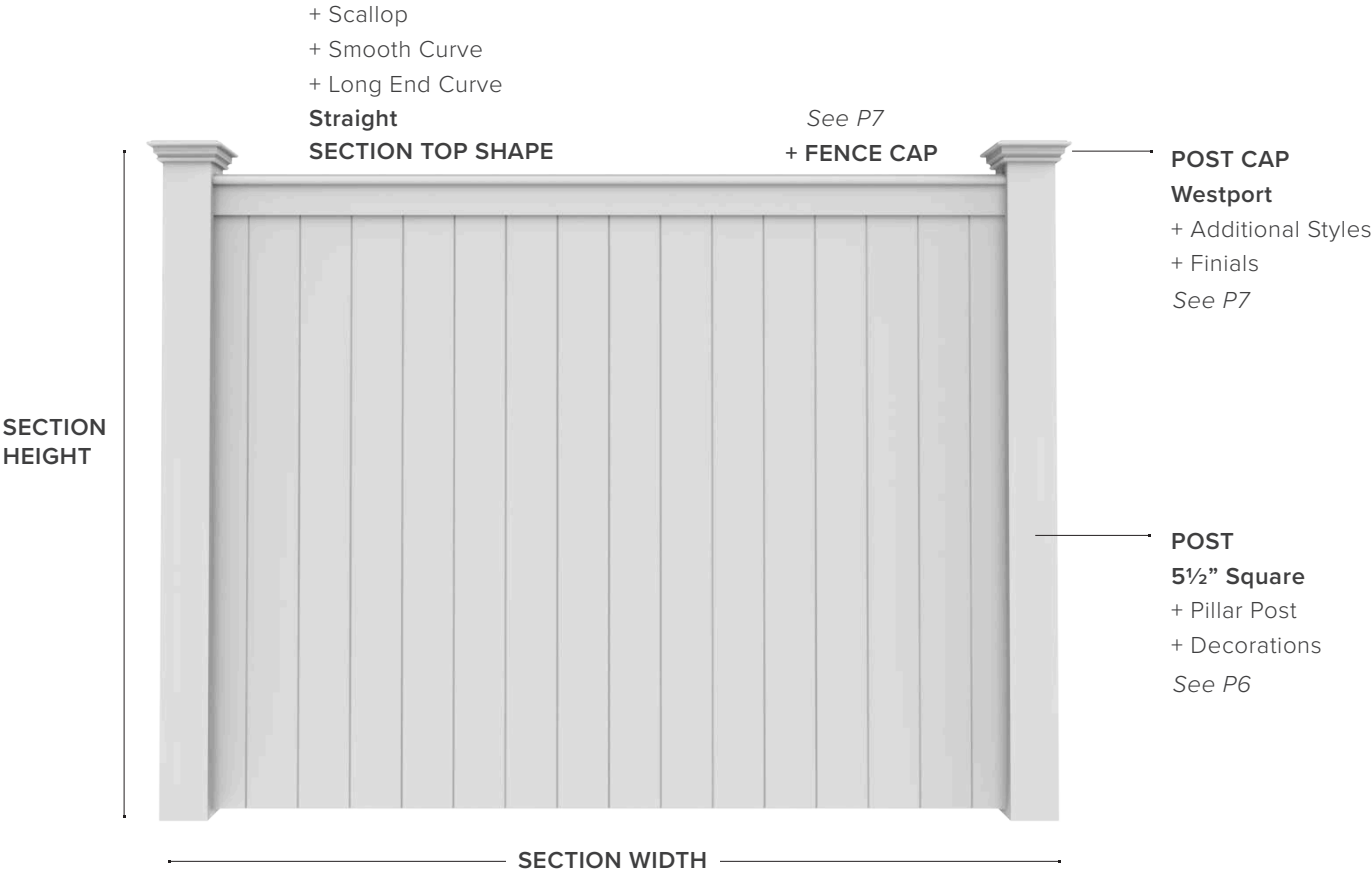 + Scallop
+ Smooth Curve
+ Long End Curve
Straight
SECTION TOP SHAPE
See P7
+ FENCE CAP
POST CAP
Westport
+ Additional Styles
+ Finials
See P7
SECTION
HEIGHT
POST
5½” Square
+ Pillar Post
+ Decorations
See P6
SECTION WIDTH